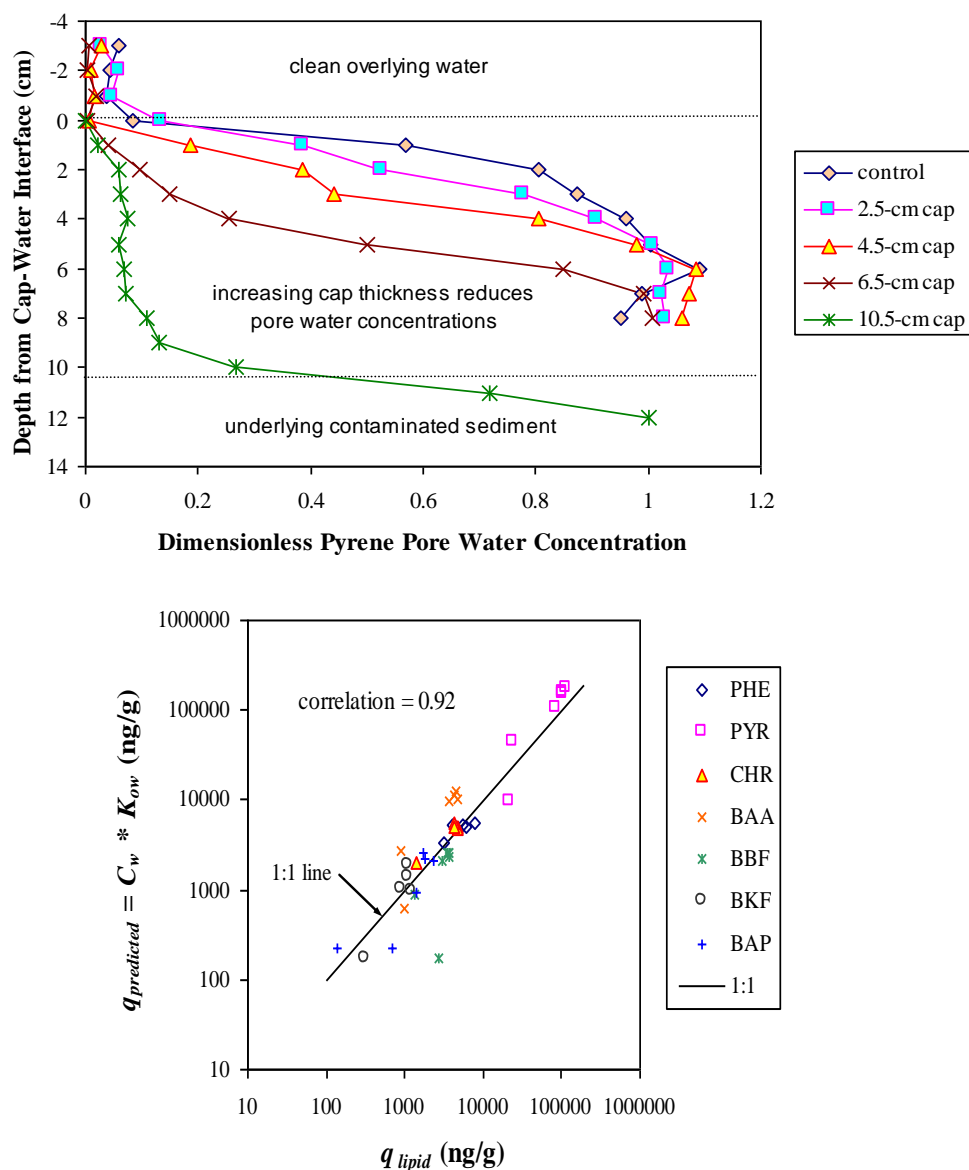 -4
-2
0
2
4
6
8
10
12
14
Depth from Cap-Water Interface (cm)
clean overlying water
increasing cap thickness reduces
pore water concentrations
underlying contaminated sediment
0
0.2
0.4
0.6
0.8
1
1.2
Dimensionless Pyrene Pore Water Concentration
control
2.5-cm cap
4.5-cm cap
6.5-cm cap
10.5-cm cap
1000000
100000
10000
1000
100
10
q predicted = C w * K ow (ng/g)
correlation = 0.92
1:1 line
10
100
1000
10000
100000
1000000
q lipid (ng/g)
PHE
PYR
CHR
BAA
BBF
BKF
BAP
1:1